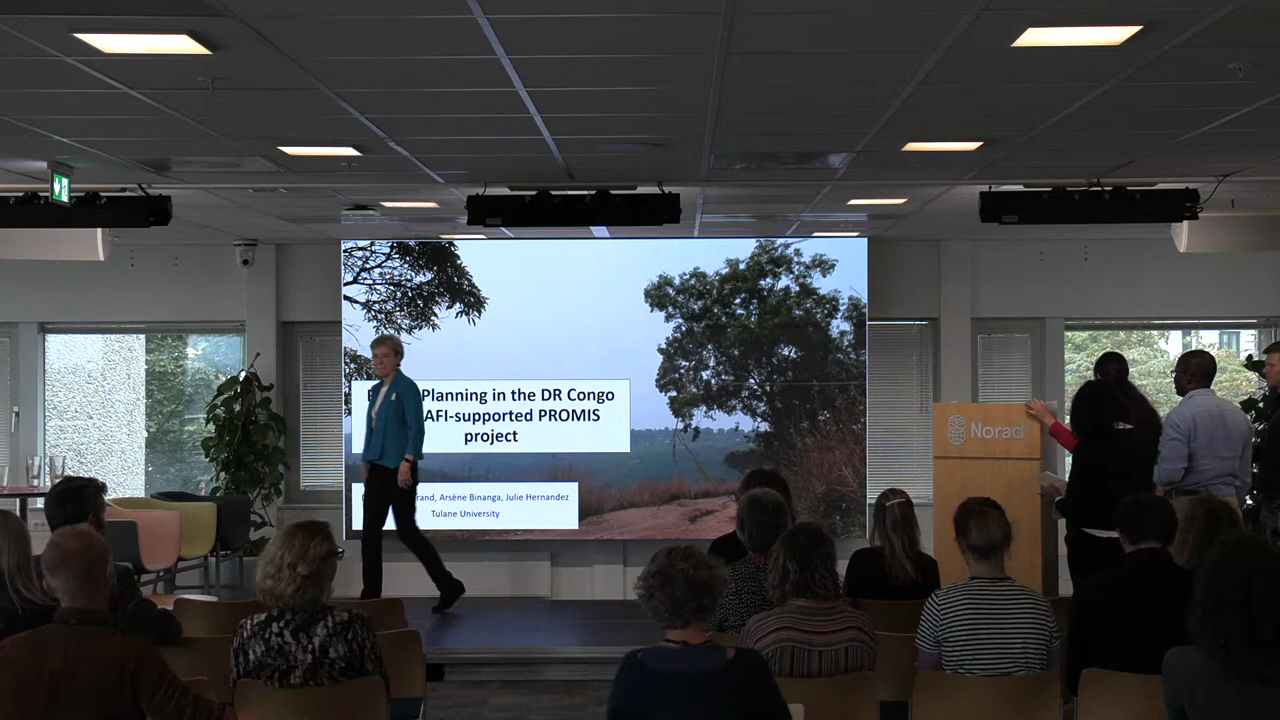 Planning in the DR Congo
AFI-supported PROMIS
project
rand, Arsène Binanga, Julie Hernandez
Tulane University
Norad